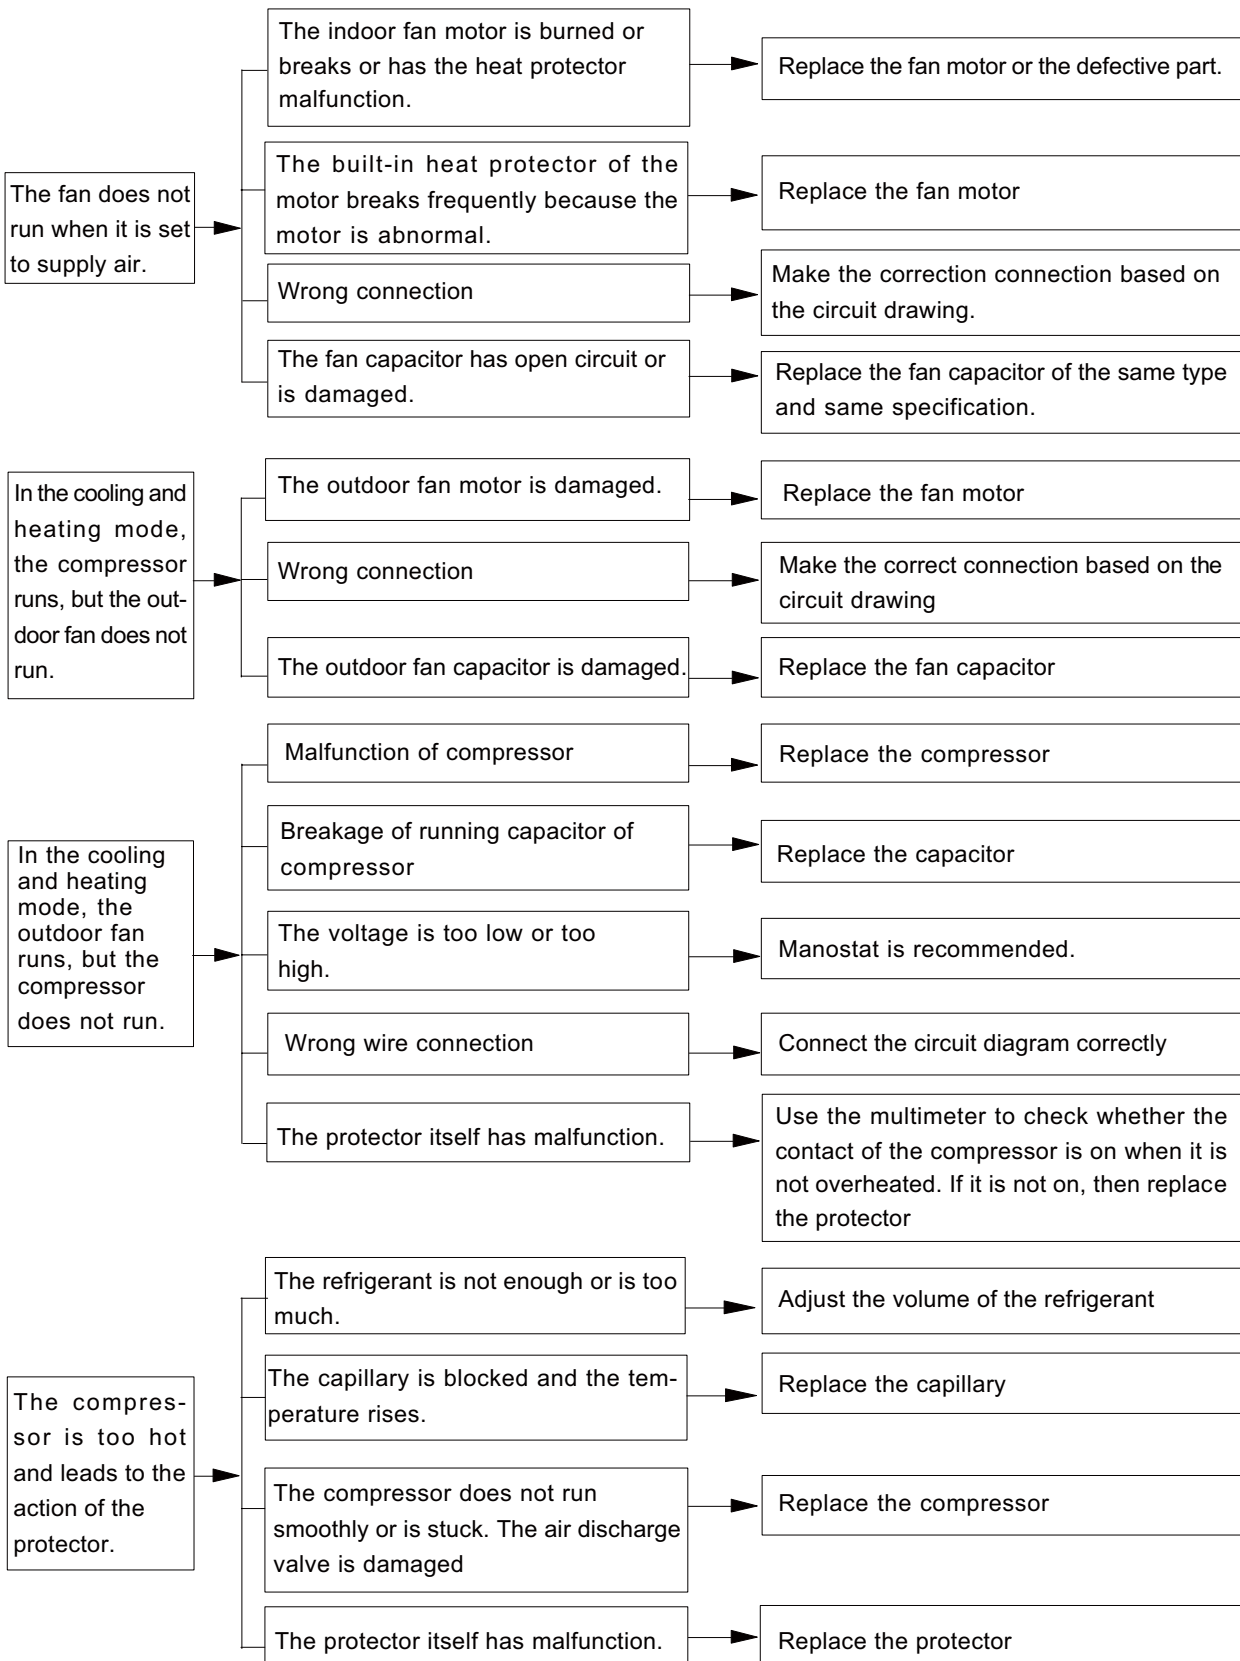 The fan does not
run when it is set
to supply air.
The indoor fan motor is burned or
breaks or has the heat protector
malfunction.
Replace the fan motor or the defective part.
The built-in heat protector of the
motor breaks frequently because the
motor is abnormal.
Replace the fan motor
Wrong connection
Make the correction connection based on
the circuit drawing.
The fan capacitor has open circuit or
is damaged.
Replace the fan capacitor of the same type
and same specification.
In the cooling and
heating mode,
the compressor
runs, but the out-
door fan does not
run.
The outdoor fan motor is damaged.
Replace the fan motor
Wrong connection
Make the correct connection based on the
circuit drawing
The outdoor fan capacitor is damaged.
Replace the fan capacitor
In the cooling
and heating
mode, the
outdoor fan
runs, but the
compressor
does not run.
Malfunction of compressor
Replace the compressor
Breakage of running capacitor of
compressor
Replace the capacitor
The voltage is too low or too
high.
Manostat is recommended.
Wrong wire connection
Connect the circuit diagram correctly
The protector itself has malfunction.
Use the multimeter to check whether the
contact of the compressor is on when it is
not overheated. If it is not on, then replace
the protector
The compres-
sor is too hot
and leads to the
action of the
protector.
The refrigerant is not enough or is too
much.
Adjust the volume of the refrigerant
The capillary is blocked and the tem-
perature rises.
Replace the capillary
The compressor does not run
smoothly or is stuck. The air discharge
valve is damaged
Replace the compressor
The protector itself has malfunction.
Replace the protector